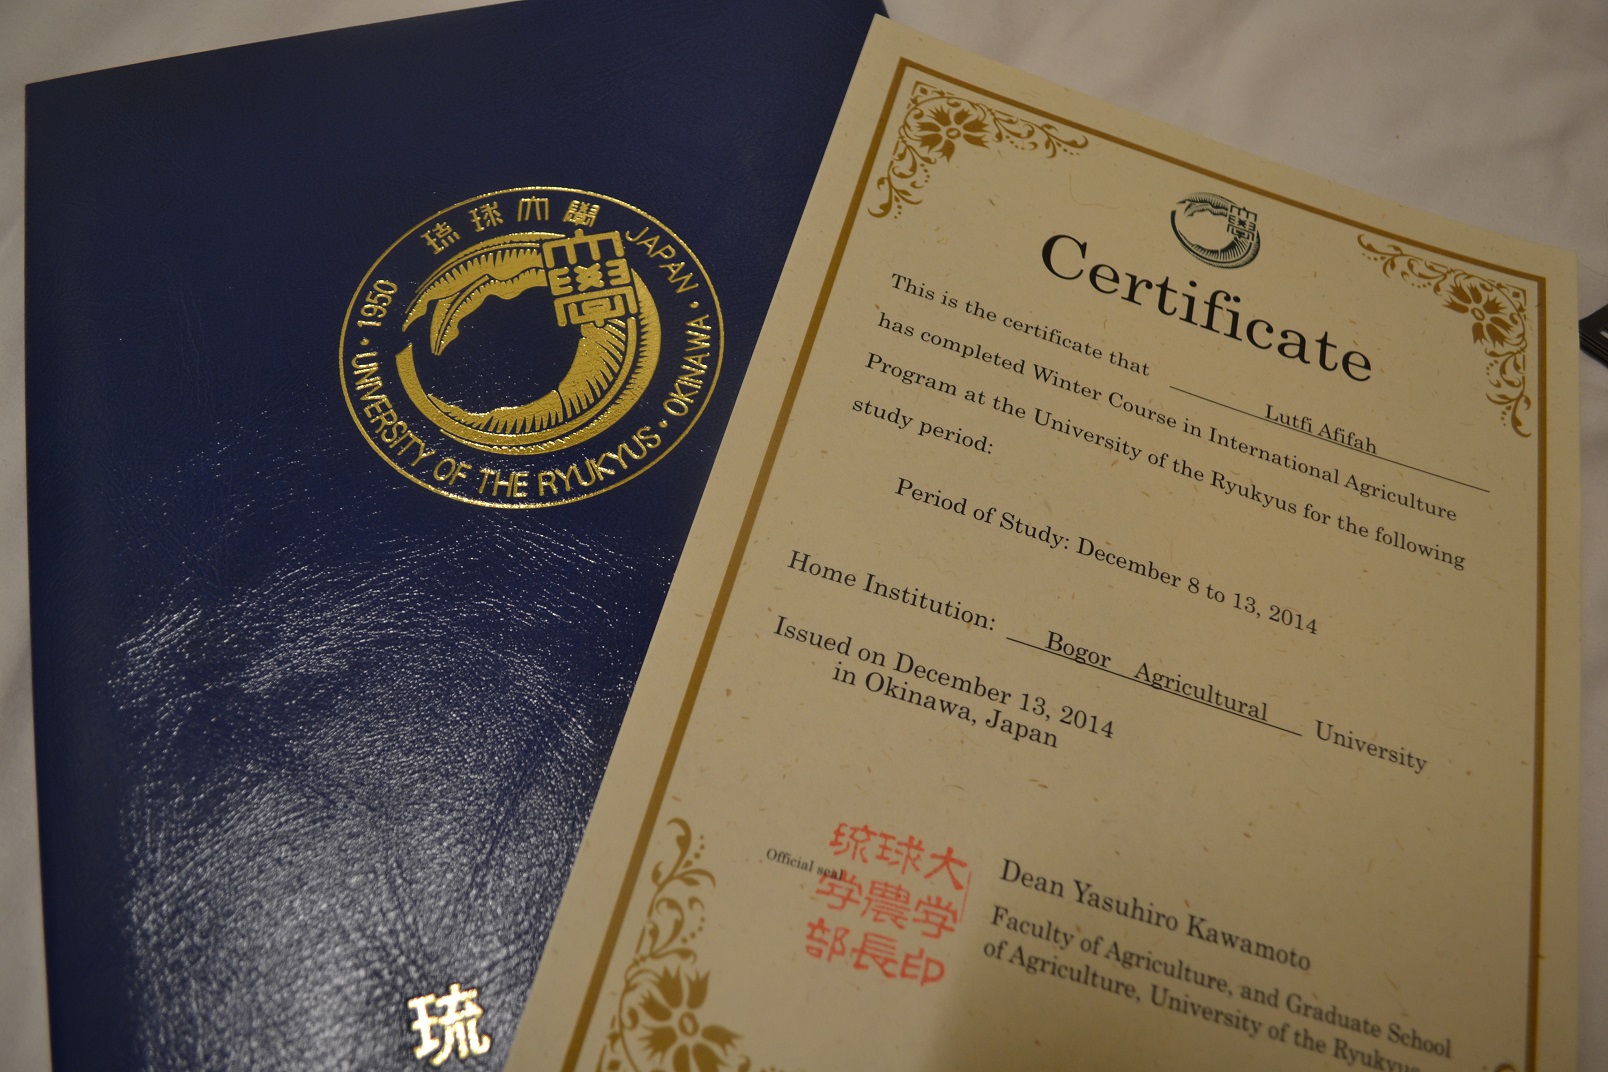 琉球大學
JAPAN・OKINAWA・
1950・UNIVERSITY OF THE RYUKYUS・
大學
琉
大學
Certificate
This is the certificate that Lutfi Afifah
has completed Winter Course in International Agriculture
Program at the University of the Ryukyus for the following
study period:
Period of Study: December 8 to 13, 2014
Home Institution: Bogor Agricultural University
Issued on December 13, 2014
in Okinawa, Japan
Official seal
琉球大
学農学
部長印
Dean Yasuhiro Kawamoto
Faculty of Agriculture, and Graduate School
of Agriculture, University of the Ryukyus